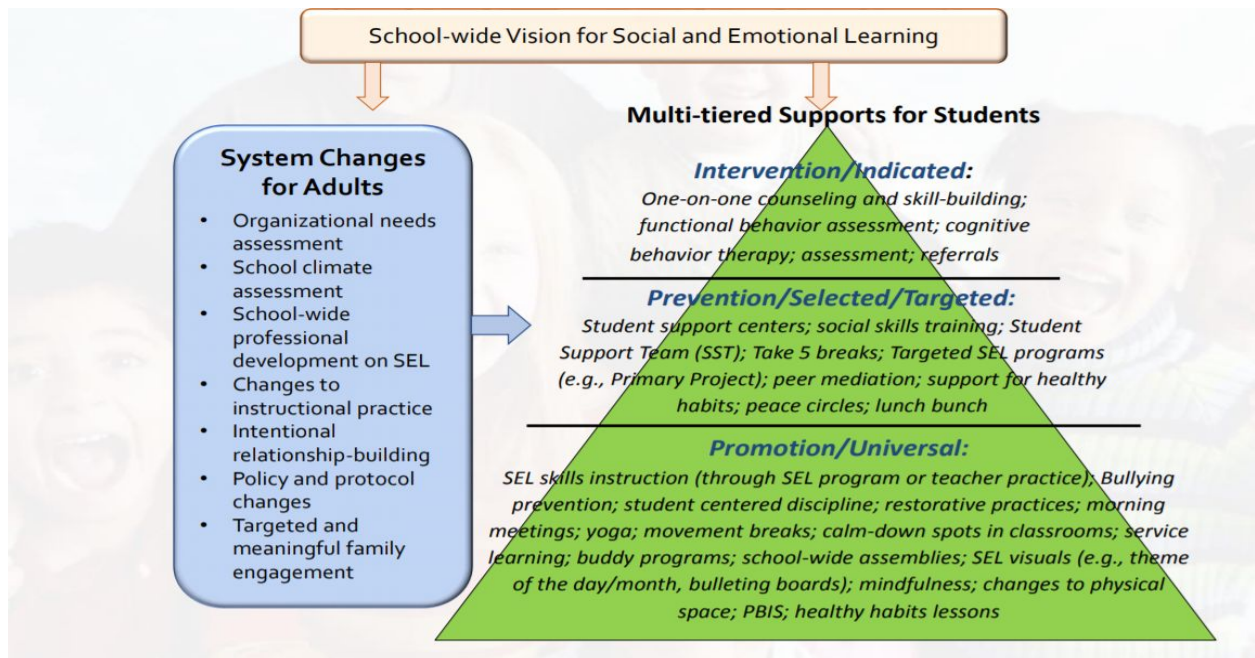 School-wide Vision for Social and Emotional Learning
System Changes
for Adults
• Organizational needs
assessment
• School climate
assessment
• School-wide
professional
development on SEL
• Changes to
instructional practice
• Intentional
relationship-building
• Policy and protocol
changes
• Targeted and
meaningful family
engagement
Multi-tiered Supports for Students
Intervention/Indicated:
One-on-one counseling and skill-building;
functional behavior assessment; cognitive
behavior therapy; assessment; referrals
Prevention/Selected/Targeted:
Student support centers; social skills training; Student
Support Team (SST); Take 5 breaks; Targeted SEL programs
(e.g., Primary Project); peer mediation; support for healthy
habits; peace circles; lunch bunch
Promotion/Universal:
SEL skills instruction (through SEL program or teacher practice); Bullying
prevention; student centered discipline; restorative practices; morning
meetings; yoga; movement breaks; calm-down spots in classrooms; service
learning; buddy programs; school-wide assemblies; SEL visuals (e.g., theme
of the day/month, bulleting boards); mindfulness; changes to physical
space; PBIS; healthy habits lessons